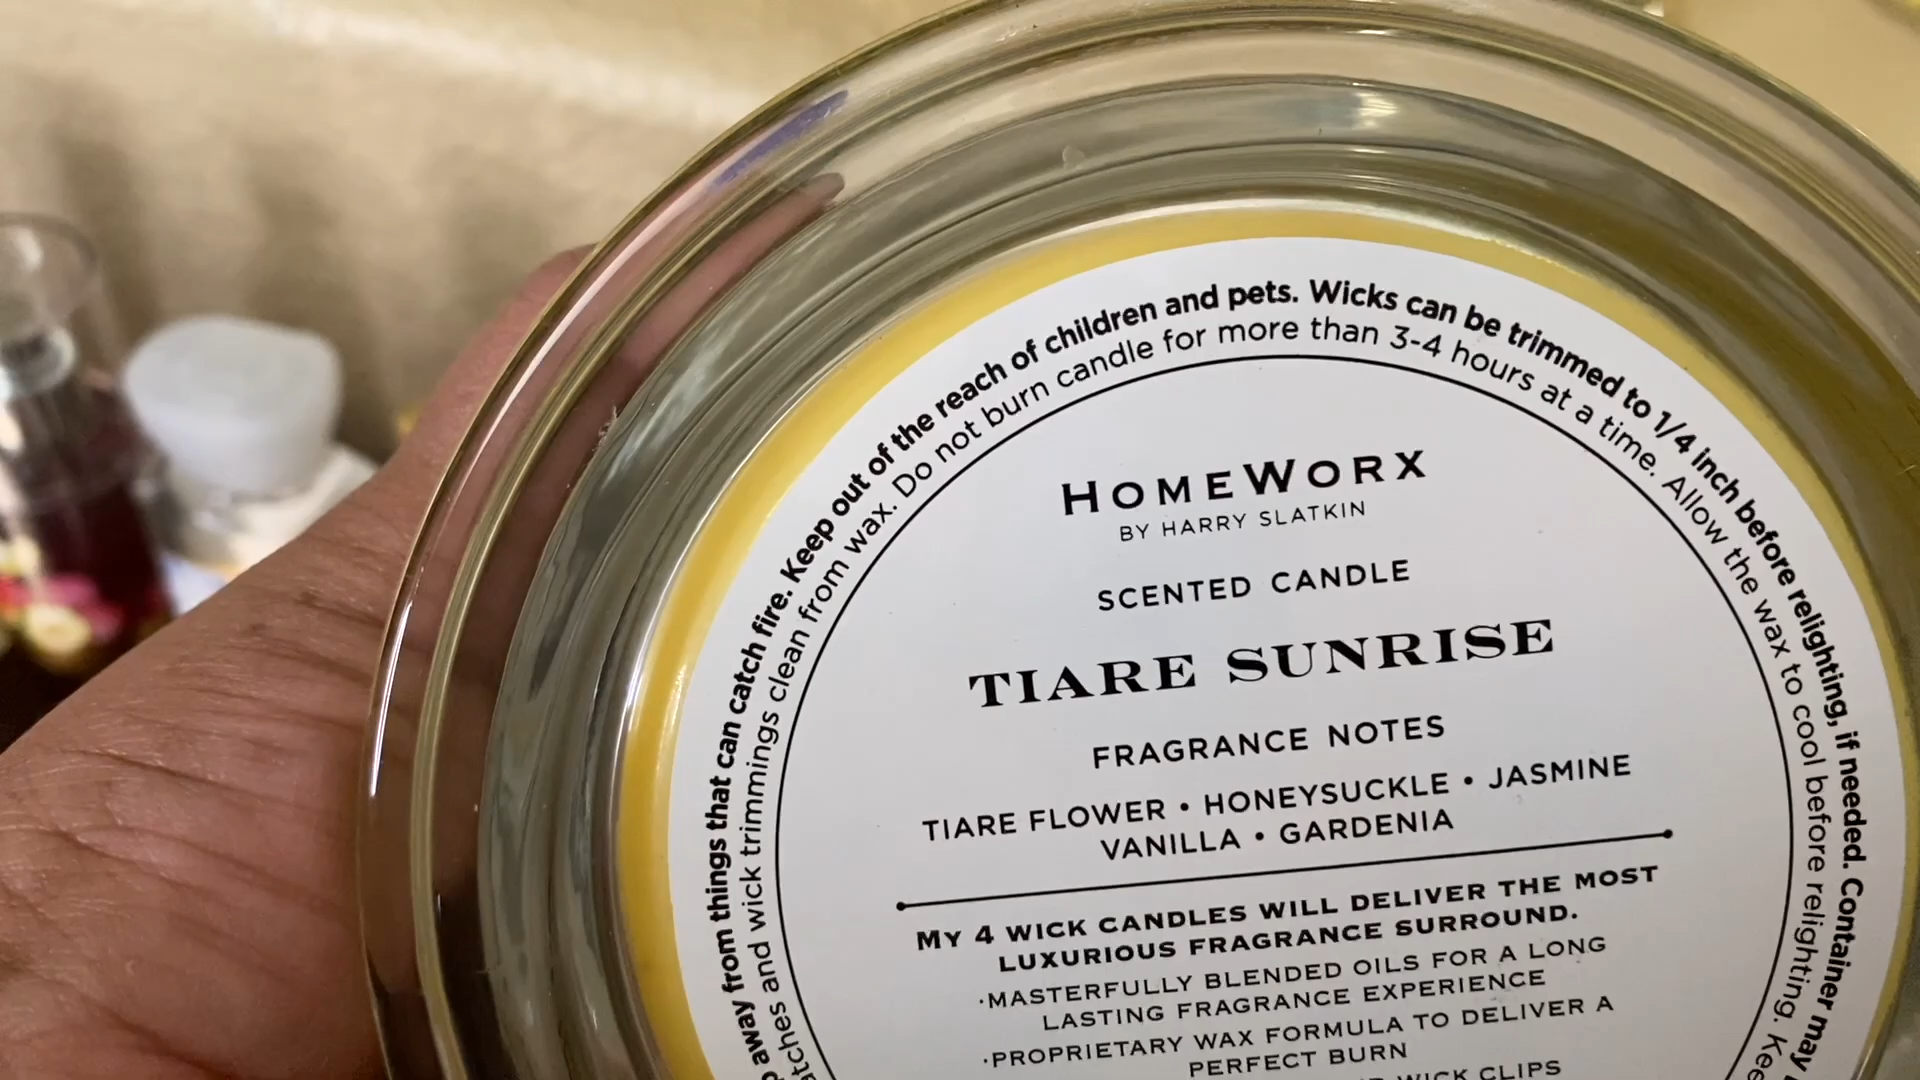 p away from things that can catch fire. Keep out of the reach of children and pets. Wicks can be trimmed to 1/4 inch before relighting, if needed. Container may
and wick trimmings clean from wax. Do not burn candle for more than 3-4 hours at a time. Allow the wax to cool before relighting.
HOMEWORX
BY HARRY SLATKIN
SCENTED CANDLE
TIARE SUNRISE
FRAGRANCE NOTES
TIARE FLOWER • HONEYSUCKLE • JASMINE
VANILLA • GARDENIA
MY 4 WICK CANDLES WILL DELIVER THE MOST
LUXURIOUS FRAGRANCE SURROUND.
·MASTERFULLY BLENDED OILS FOR A LONG
LASTING FRAGRANCE EXPERIENCE
·PROPRIETARY WAX FORMULA TO DELIVER A
PERFECT BURN
WICK CLIPS